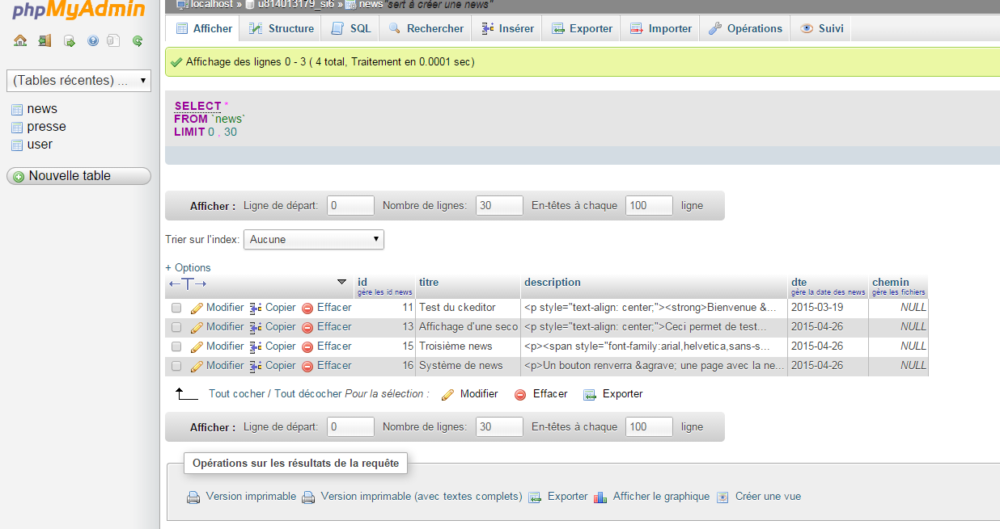 phpMyAdmin
localhost » u814013179_sif6 » news "sert à créer une news"
Afficher Structure SQL Rechercher Insérer Exporter Importer Opérations Suivi
(Tables récentes) ...
news
presse
user
Nouvelle table
Affichage des lignes 0 - 3 ( 4 total, Traitement en 0.0001 sec)
SELECT *
FROM `news`
LIMIT 0 , 30
Afficher : Ligne de départ: 0 Nombre de lignes: 30 En-têtes à chaque 100 ligne
Trier sur l'index: Aucune
+ Options
←T→ id titre description dte chemin
gère les id news gère la date des news gère les fichiers
Modifier Copier Effacer 11 Test du ckeditor <p style="text-align: center;"><strong>Bienvenue &... 2015-03-19 NULL
Modifier Copier Effacer 13 Affichage d'une seco <p style="text-align: center;">Ceci permet de test... 2015-04-26 NULL
Modifier Copier Effacer 15 Troisième news <p><span style="font-family:arial,helvetica,sans-s... 2015-04-26 NULL
Modifier Copier Effacer 16 Système de news <p>Un bouton renverra &agrave; une page avec la ne... 2015-04-26 NULL
Tout cocher / Tout décocher Pour la sélection : Modifier Effacer Exporter
Afficher : Ligne de départ: 0 Nombre de lignes: 30 En-têtes à chaque 100 ligne
Opérations sur les résultats de la requête
Version imprimable Version imprimable (avec textes complets) Exporter Afficher le graphique Créer une vue